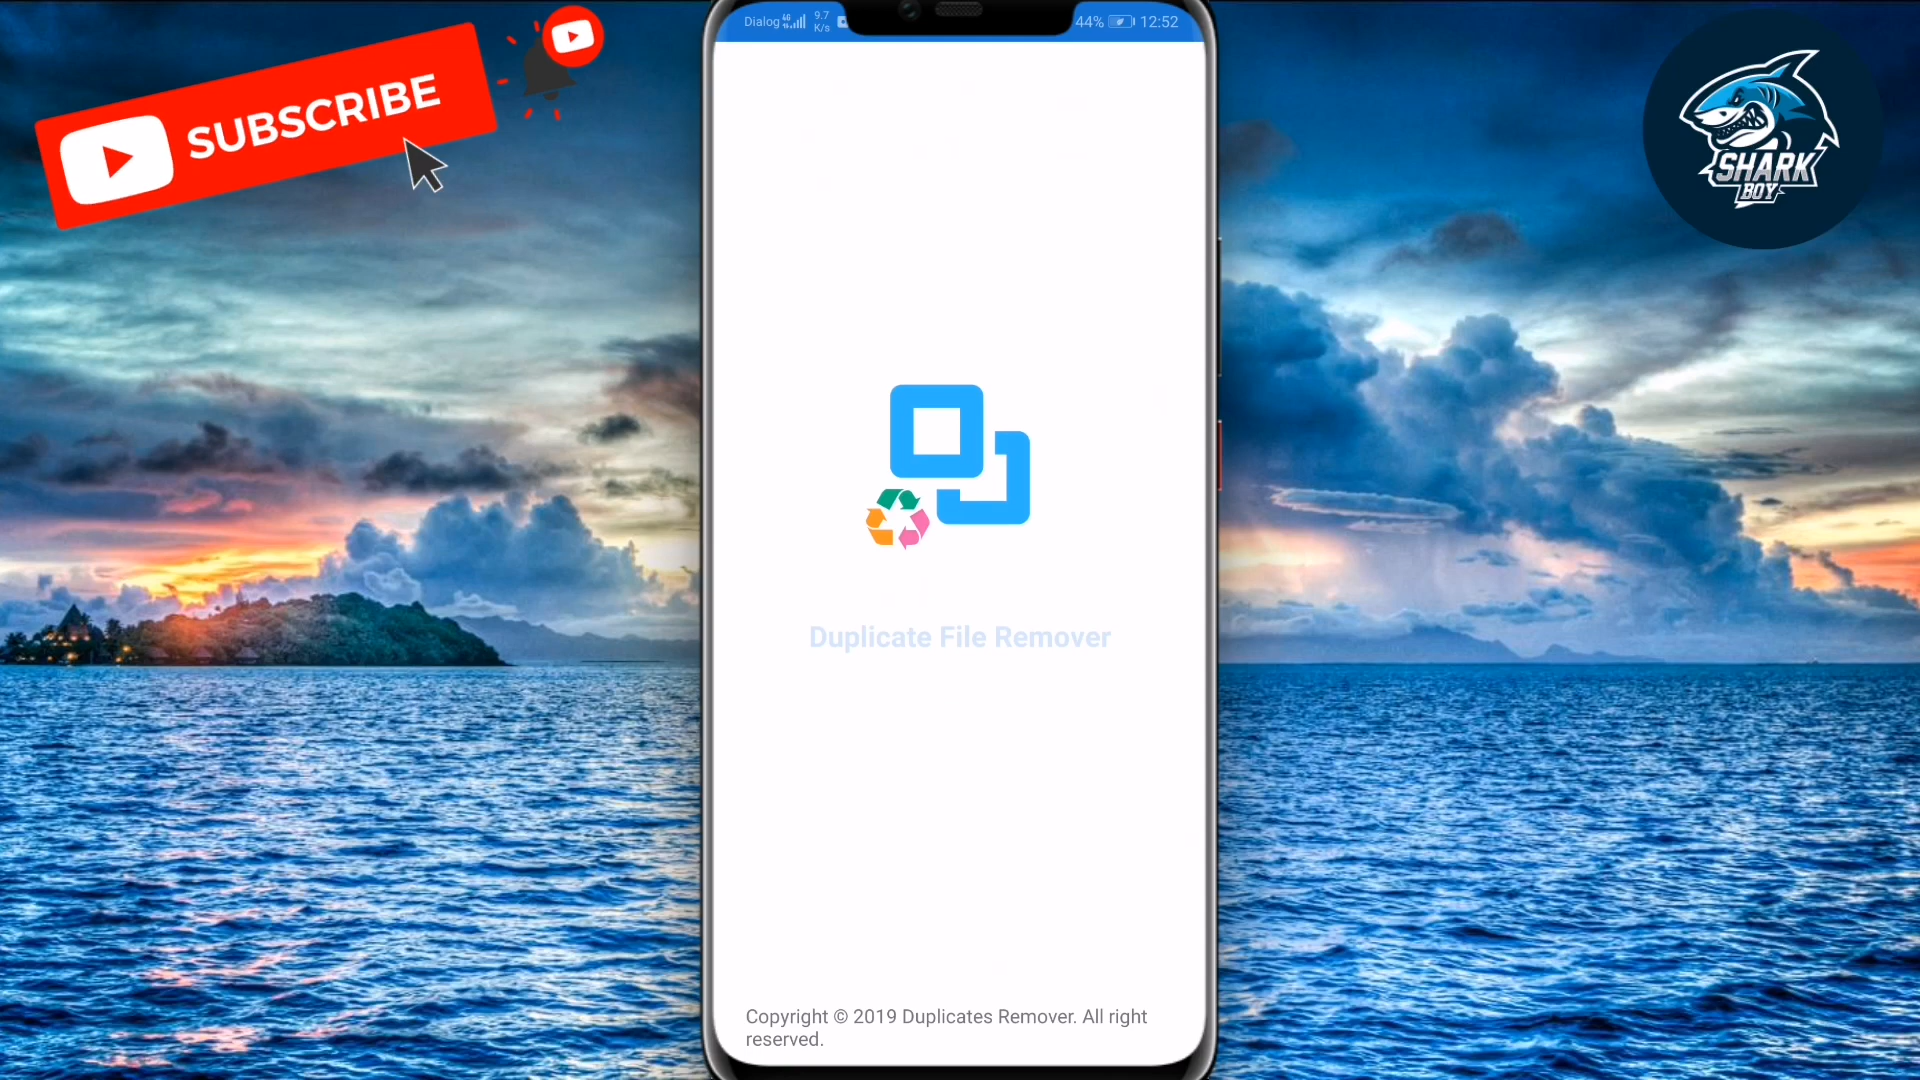 SUBSCRIBE
Dialog 4G 9.7 K/s 44% 12:52
SHARK
BOY
Duplicate File Remover
Copyright © 2019 Duplicates Remover. All right
reserved.